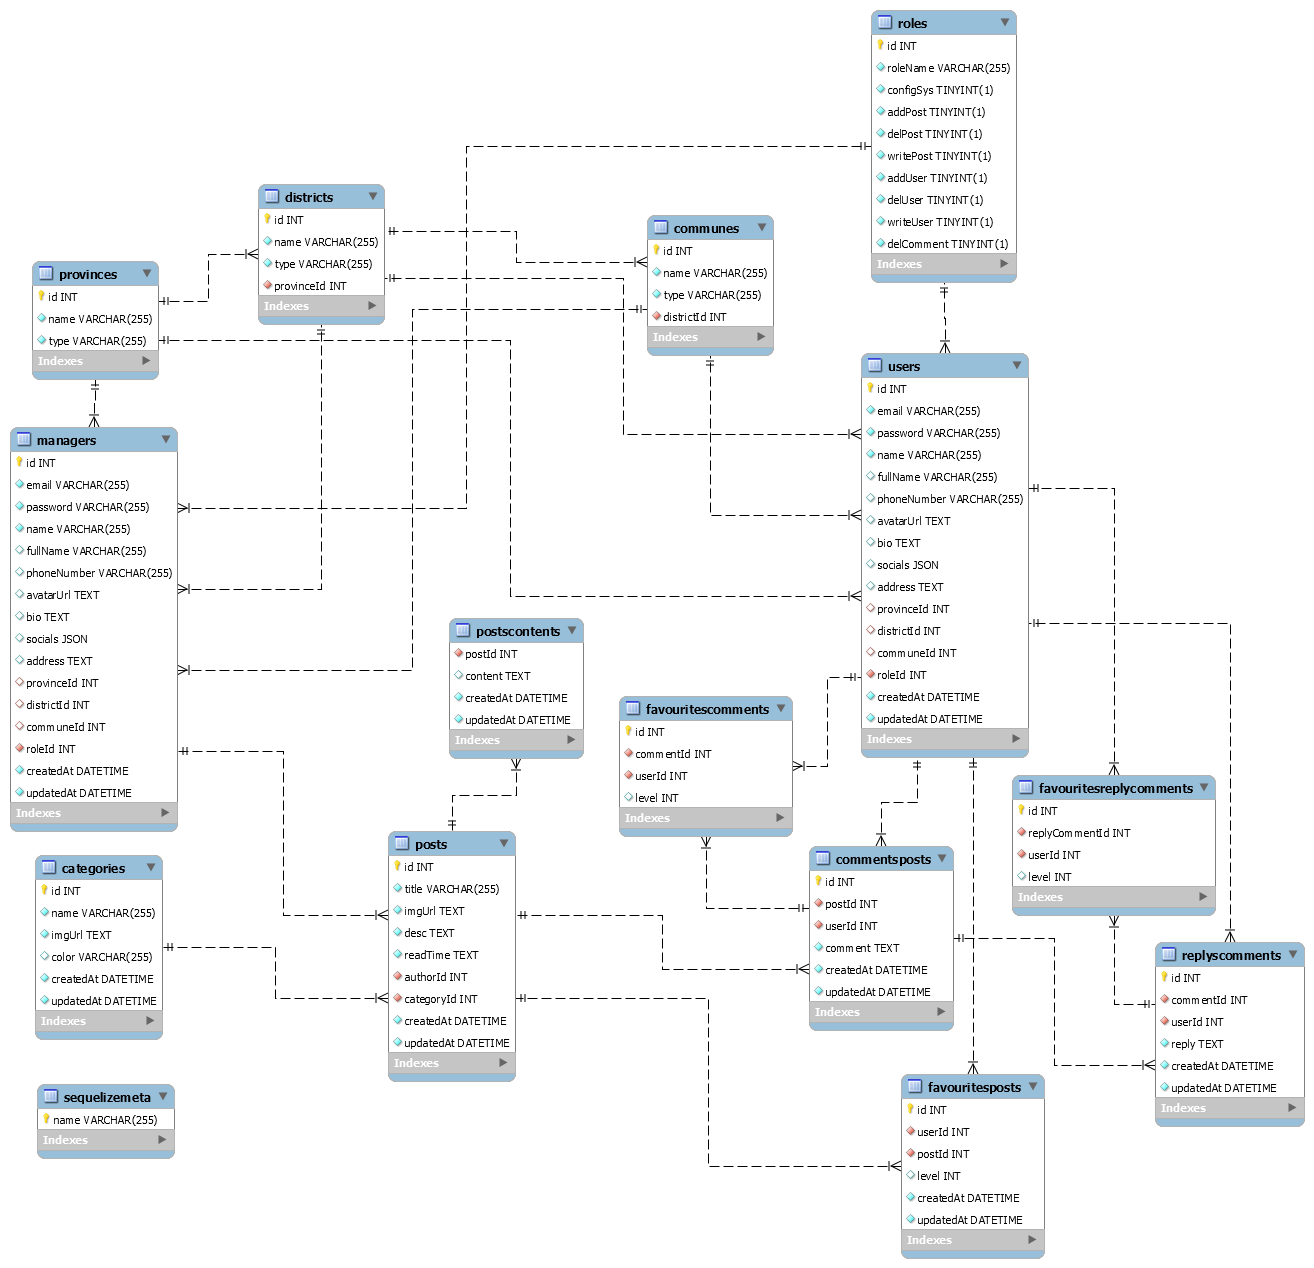 roles
id INT
roleName VARCHAR(255)
configSys TINYINT(1)
addPost TINYINT(1)
delPost TINYINT(1)
writePost TINYINT(1)
addUser TINYINT(1)
delUser TINYINT(1)
writeUser TINYINT(1)
delComment TINYINT(1)
Indexes
districts
id INT
name VARCHAR(255)
type VARCHAR(255)
provinceId INT
Indexes
communes
id INT
name VARCHAR(255)
type VARCHAR(255)
districtId INT
Indexes
provinces
id INT
name VARCHAR(255)
type VARCHAR(255)
Indexes
users
id INT
email VARCHAR(255)
password VARCHAR(255)
name VARCHAR(255)
fullName VARCHAR(255)
phoneNumber VARCHAR(255)
avatarUrl TEXT
bio TEXT
socials JSON
address TEXT
provinceId INT
districtId INT
communeId INT
roleId INT
createdAt DATETIME
updatedAt DATETIME
Indexes
managers
id INT
email VARCHAR(255)
password VARCHAR(255)
name VARCHAR(255)
fullName VARCHAR(255)
phoneNumber VARCHAR(255)
avatarUrl TEXT
bio TEXT
socials JSON
address TEXT
provinceId INT
districtId INT
communeId INT
roleId INT
createdAt DATETIME
updatedAt DATETIME
Indexes
postscontents
postId INT
content TEXT
createdAt DATETIME
updatedAt DATETIME
Indexes
favouritescomments
id INT
commentId INT
userId INT
level INT
Indexes
favouritesreplycomments
id INT
replyCommentId INT
userId INT
level INT
Indexes
posts
id INT
title VARCHAR(255)
imgUrl TEXT
desc TEXT
readTime TEXT
authorId INT
categoryId INT
createdAt DATETIME
updatedAt DATETIME
Indexes
commentsposts
id INT
postId INT
userId INT
comment TEXT
createdAt DATETIME
updatedAt DATETIME
Indexes
categories
id INT
name VARCHAR(255)
imgUrl TEXT
color VARCHAR(255)
createdAt DATETIME
updatedAt DATETIME
Indexes
replyscomments
id INT
commentId INT
userId INT
reply TEXT
createdAt DATETIME
updatedAt DATETIME
Indexes
favouritesposts
id INT
userId INT
postId INT
level INT
createdAt DATETIME
updatedAt DATETIME
Indexes
sequelizemeta
name VARCHAR(255)
Indexes